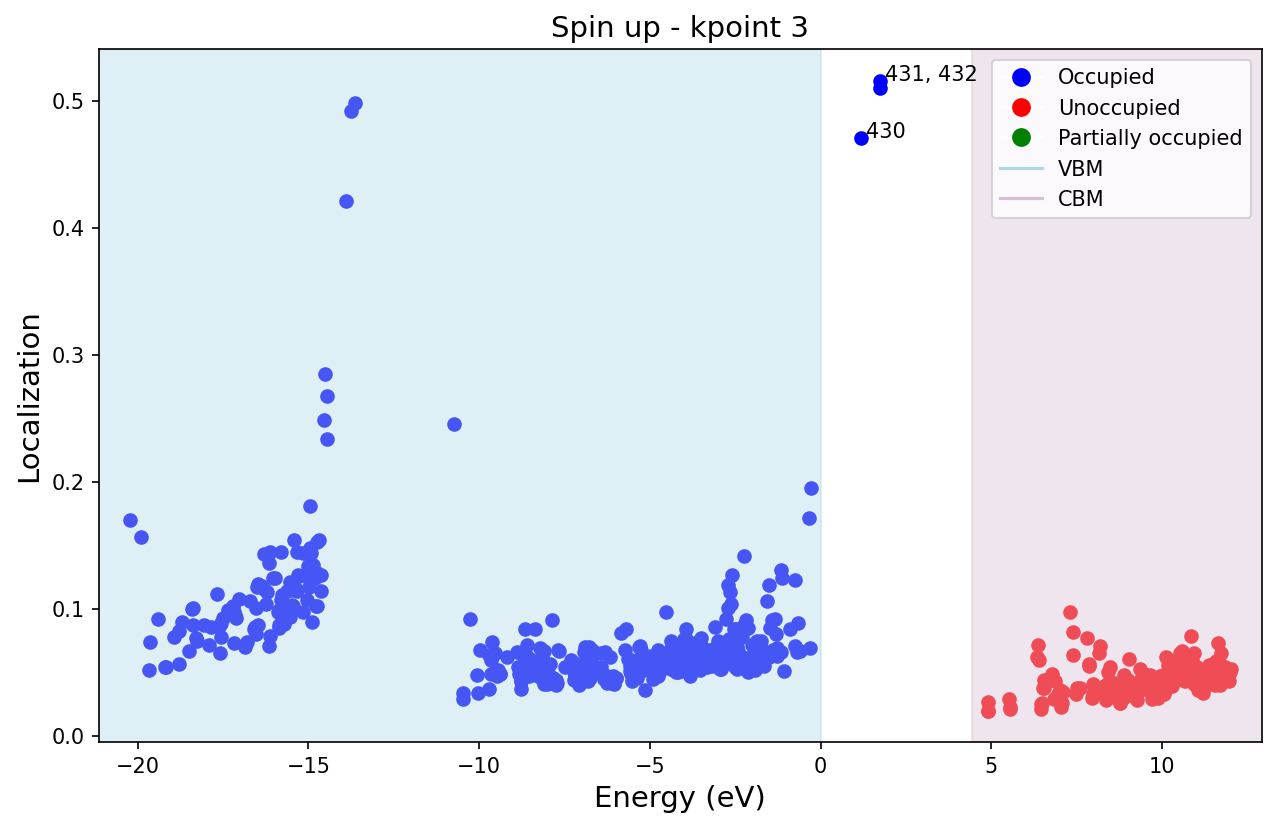 Spin up - kpoint 3
431, 432
430
Occupied
Unoccupied
Partially occupied
VBM
CBM
0.5
0.4
0.3
0.2
0.1
0.0
Localization
−20
−15
−10
−5
0
5
10
Energy (eV)